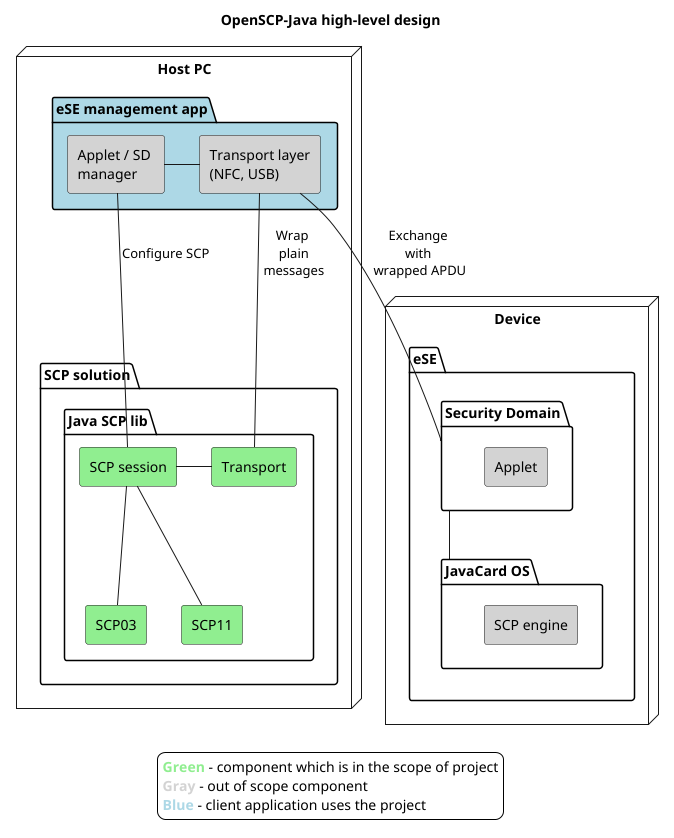 OpenSCP-Java high-level design
Host PC
eSE management app
Applet / SD
manager
Transport layer
(NFC, USB)
Configure SCP
Wrap
plain
messages
Exchange
with
wrapped APDU
SCP solution
Java SCP lib
SCP session
Transport
SCP03
SCP11
Device
eSE
Security Domain
Applet
JavaCard OS
SCP engine
Green - component which is in the scope of project
Gray - out of scope component
Blue - client application uses the project